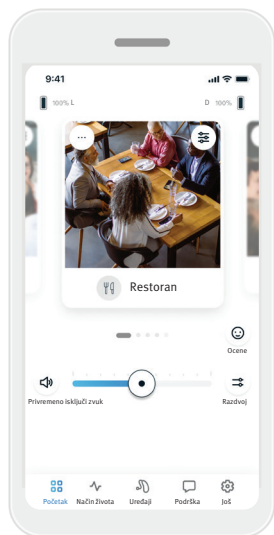 9:41
100% L
D 100%
...
Restoran
Ocene
Privremeno isključi zvuk
Razdvoj
Početak
Način života
Uređaji
Podrška
Još